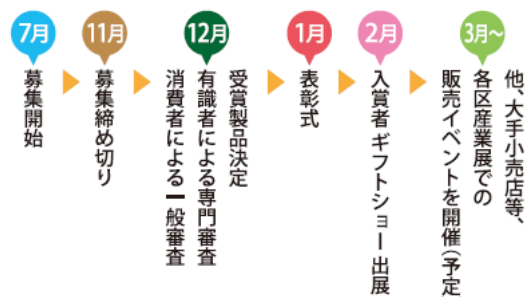 7月
募集開始
11月
募集締め切り
12月
受賞製品決定
有識者による専門審査
消費者による一般審査
1月
表彰式
2月
入賞者 ギフトショー出展
3月〜
他、大手小売店等、
各区産業展での
販売イベントを開催(予定